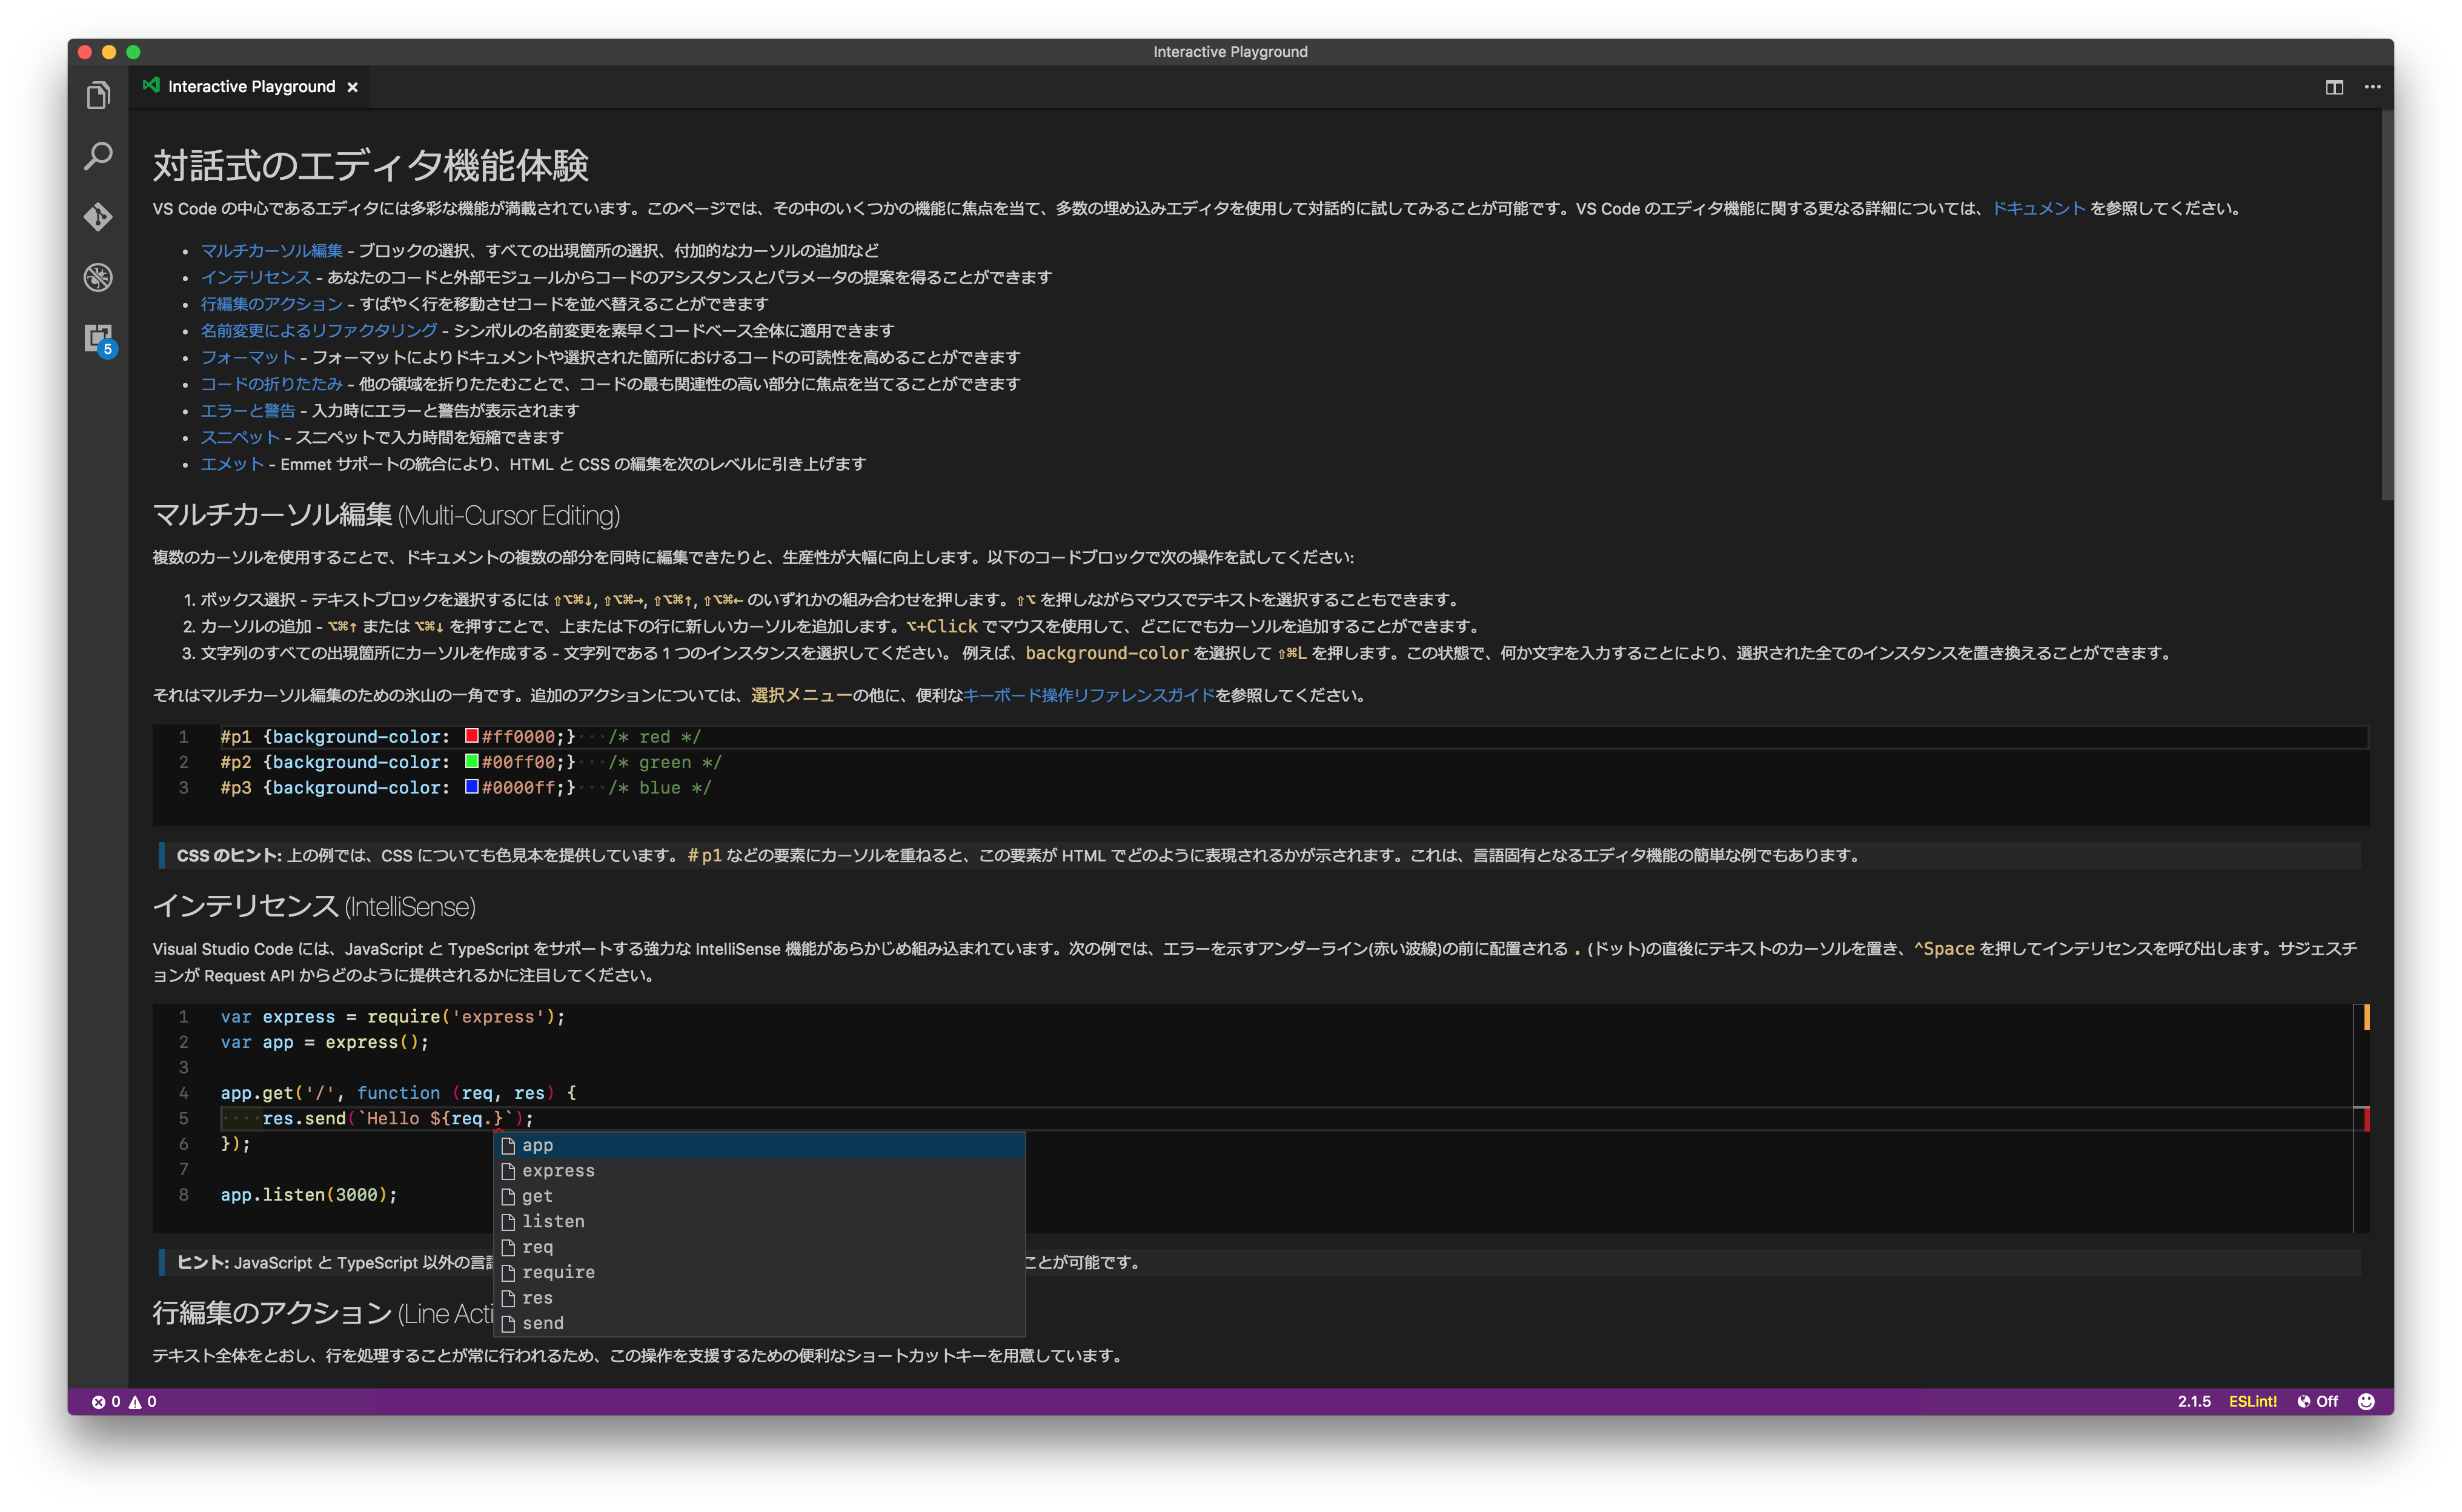 Interactive Playground
Interactive Playground
対話式のエディタ機能体験
VS Code の中心であるエディタには多彩な機能が満載されています。このページでは、その中のいくつかの機能に焦点を当て、多数の埋め込みエディタを使用して対話的に試してみることが可能です。VS Code のエディタ機能に関する更なる詳細については、ドキュメント を参照してください。
• マルチカーソル編集 - ブロックの選択、すべての出現箇所の選択、付加的なカーソルの追加など
• インテリセンス - あなたのコードと外部モジュールからコードのアシスタンスとパラメータの提案を得ることができます
• 行編集のアクション - すばやく行を移動させコードを並べ替えることができます
• 名前変更によるリファクタリング - シンボルの名前変更を素早くコードベース全体に適用できます
5
• フォーマット - フォーマットによりドキュメントや選択された箇所におけるコードの可読性を高めることができます
• コードの折りたたみ - 他の領域を折りたたむことで、コードの最も関連性の高い部分に焦点を当てることができます
• エラーと警告 - 入力時にエラーと警告が表示されます
• スニペット - スニペットで入力時間を短縮できます
• エメット - Emmet サポートの統合により、HTML と CSS の編集を次のレベルに引き上げます
マルチカーソル編集 (Multi-Cursor Editing)
複数のカーソルを使用することで、ドキュメントの複数の部分を同時に編集できたりと、生産性が大幅に向上します。以下のコードブロックで次の操作を試してください:
1. ボックス選択 - テキストブロックを選択するには ⇧⌥⌘↓, ⇧⌥⌘→, ⇧⌥⌘↑, ⇧⌥⌘← のいずれかの組み合わせを押します。⇧⌥ を押しながらマウスでテキストを選択することもできます。
2. カーソルの追加 - ⌥⌘↑ または ⌥⌘↓ を押すことで、上または下の行に新しいカーソルを追加します。⌥+Click でマウスを使用して、どこにでもカーソルを追加することができます。
3. 文字列のすべての出現箇所にカーソルを作成する - 文字列である 1 つのインスタンスを選択してください。 例えば、background-color を選択して ⇧⌘L を押します。この状態で、何か文字を入力することにより、選択された全てのインスタンスを置き換えることができます。
それはマルチカーソル編集のための氷山の一角です。追加のアクションについては、選択メニューの他に、便利なキーボード操作リファレンスガイドを参照してください。
1 #p1 {background-color: #ff0000;}···/* red */
2 #p2 {background-color: #00ff00;}···/* green */
3 #p3 {background-color: #0000ff;}···/* blue */
CSS のヒント: 上の例では、CSS についても色見本を提供しています。 #p1 などの要素にカーソルを重ねると、この要素が HTML でどのように表現されるかが示されます。これは、言語固有となるエディタ機能の簡単な例でもあります。
インテリセンス (IntelliSense)
Visual Studio Code には、JavaScript と TypeScript をサポートする強力な IntelliSense 機能があらかじめ組み込まれています。次の例では、エラーを示すアンダーライン(赤い波線)の前に配置される . (ドット)の直後にテキストのカーソルを置き、^Space を押してインテリセンスを呼び出します。サジェスチ
ョンが Request API からどのように提供されるかに注目してください。
1 var express = require('express');
2 var app = express();
3
4 app.get('/', function (req, res) {
5 ····res.send(`Hello ${req.}`);
6 });
7
8 app.listen(3000);
app
express
get
listen
req
require
res
send
ヒント: JavaScript と TypeScript 以外の言 ことが可能です。
行編集のアクション (Line Acti
テキスト全体をとおし、行を処理することが常に行われるため、この操作を支援するための便利なショートカットキーを用意しています。
0 0 2.1.5 ESLint! Off